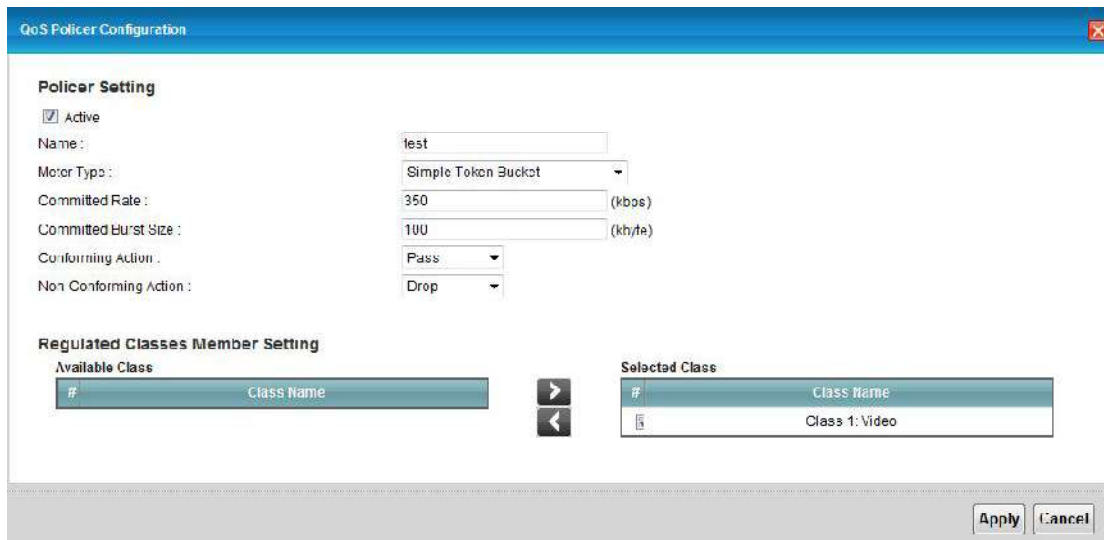 QoS Policer Configuration
Policer Setting
Active
Name :
test
Meter Type :
Simple Token Bucket
Committed Rate :
350
(kbps)
Committed Burst Size :
100
(kbyte)
Conforming Action :
Pass
Non-Conforming Action :
Drop
Regulated Classes Member Setting
Available Class
# Class Name
Selected Class
# Class Name
Class 1: Video
Apply
Cancel